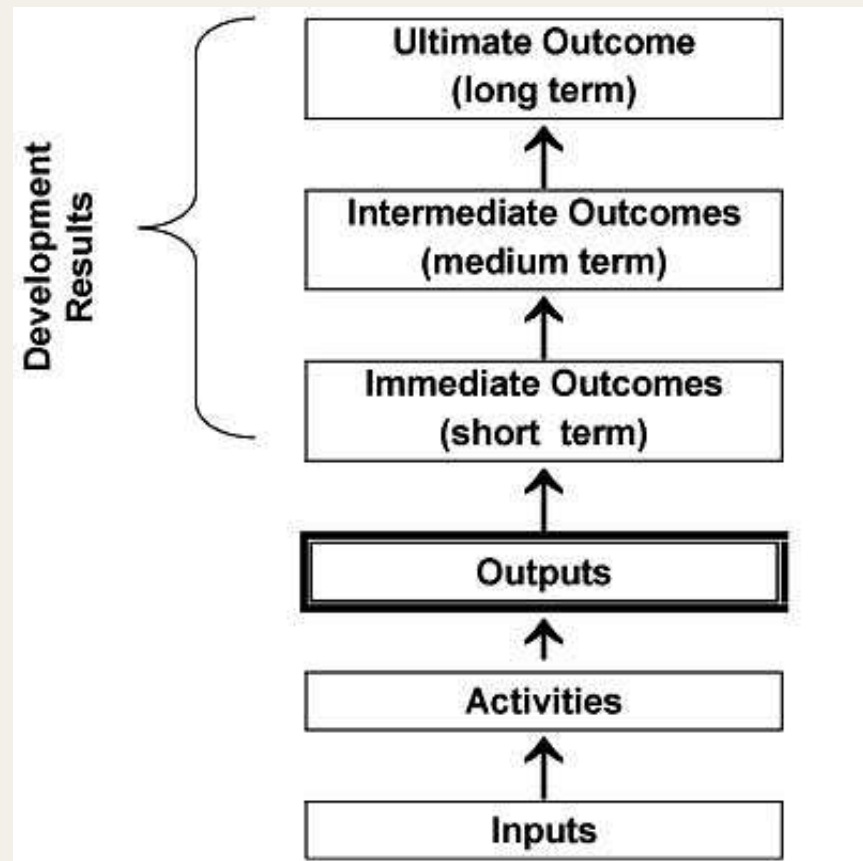 Ultimate Outcome
(long term)
Development
Results
Intermediate Outcomes
(medium term)
Immediate Outcomes
(short term)
Outputs
Activities
Inputs